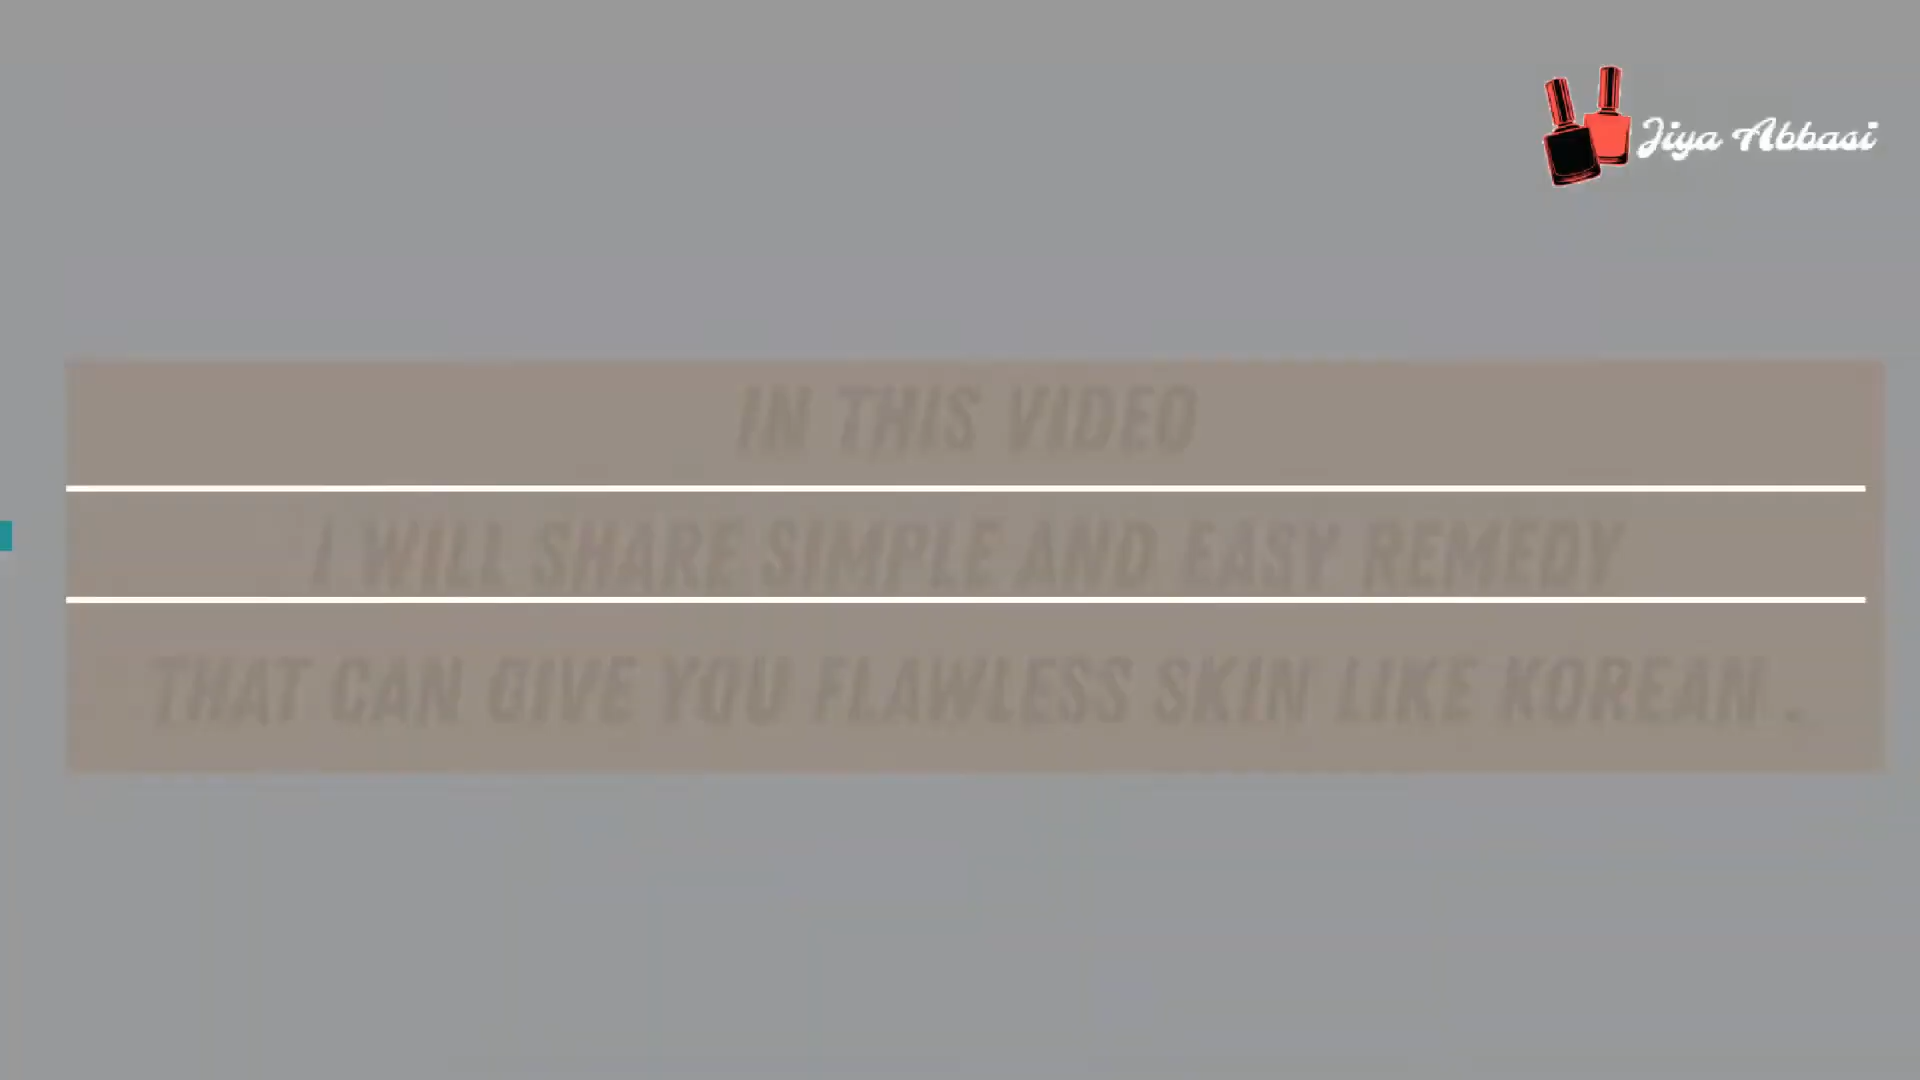 Jiya Abbasi
IN THIS VIDEO
I WILL SHARE SIMPLE AND EASY REMEDY
THAT CAN GIVE YOU FLAWLESS SKIN LIKE KOREAN .